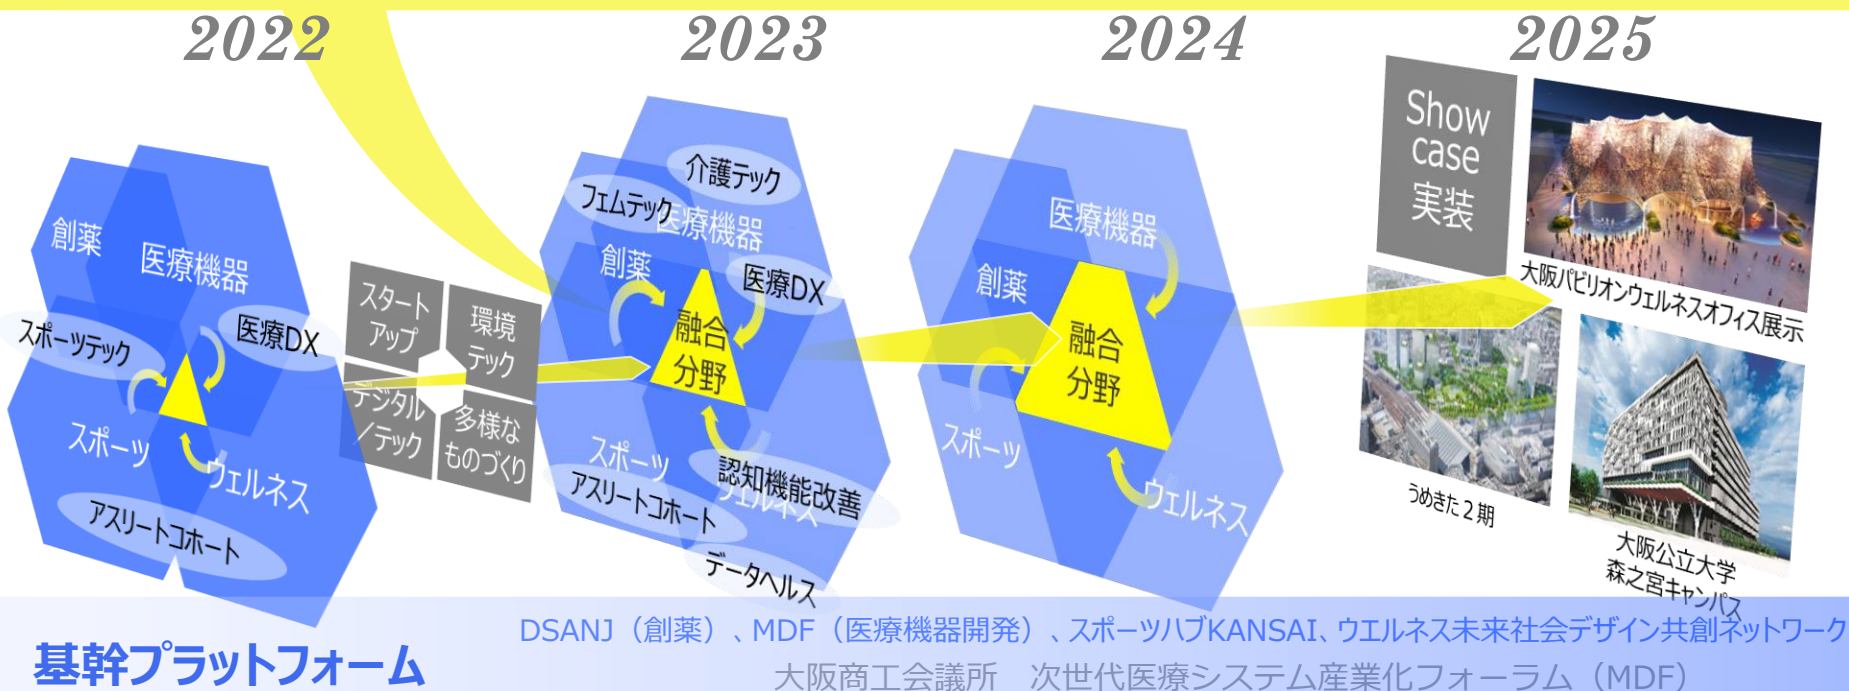 2022
2023
2024
2025
創薬
医療機器
スポーツテック
医療DX
スポーツ
ウェルネス
アスリートコホート
スタート
アップ
環境
テック
デジタル
／テック
多様な
ものづくり
介護テック
フェムテック
医療機器
創薬
医療DX
融合
分野
スポーツ
認知機能改善
ウェルネス
アスリートコホート
データヘルス
医療機器
創薬
融合
分野
スポーツ
ウェルネス
Show
case
実装
大阪パビリオンウェルネスオフィス展示
うめきた２期
大阪公立大学
森之宮キャンパス
基幹プラットフォーム
DSANJ（創薬）、MDF（医療機器開発）、スポーツハブKANSAI、ウエルネス未来社会デザイン共創ネットワーク
大阪商工会議所　次世代医療システム産業化フォーラム（MDF）